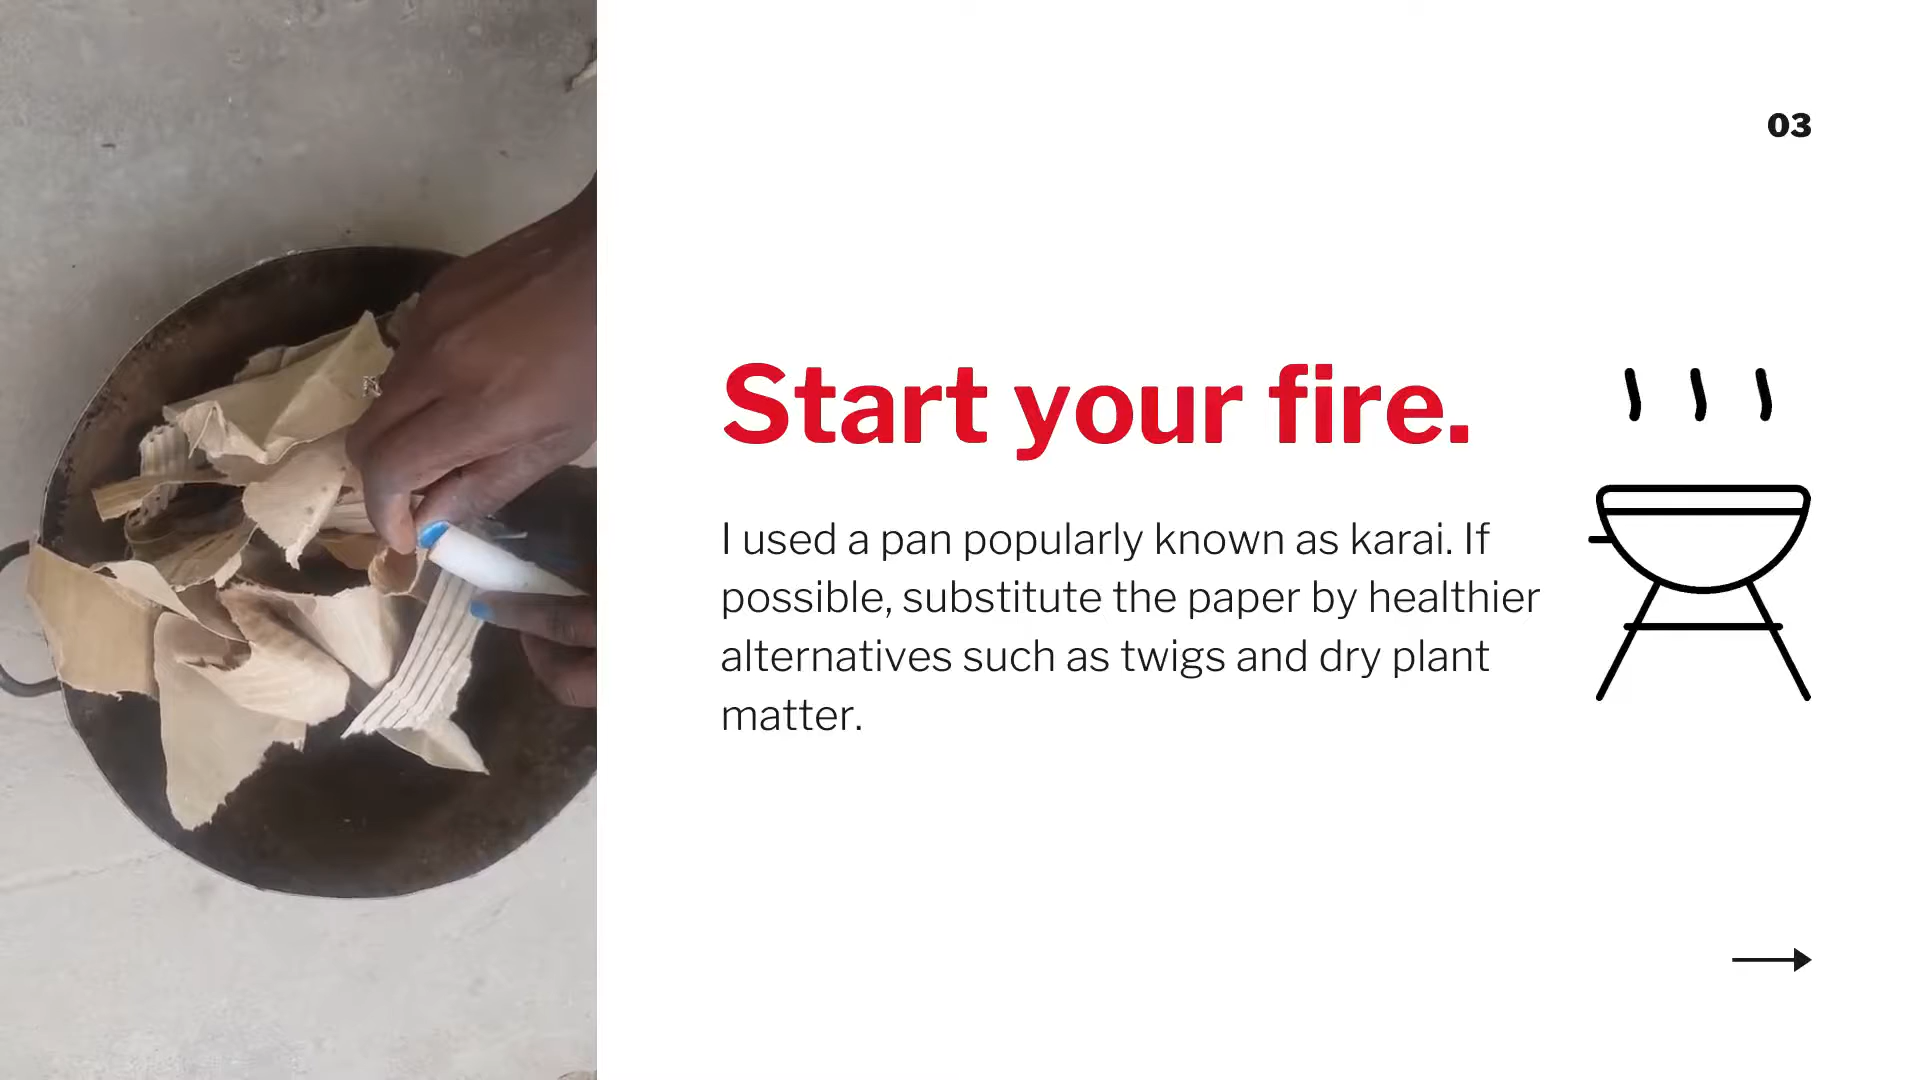 03
Start your fire.
I used a pan popularly known as karai. If
possible, substitute the paper by healthier
alternatives such as twigs and dry plant
matter.